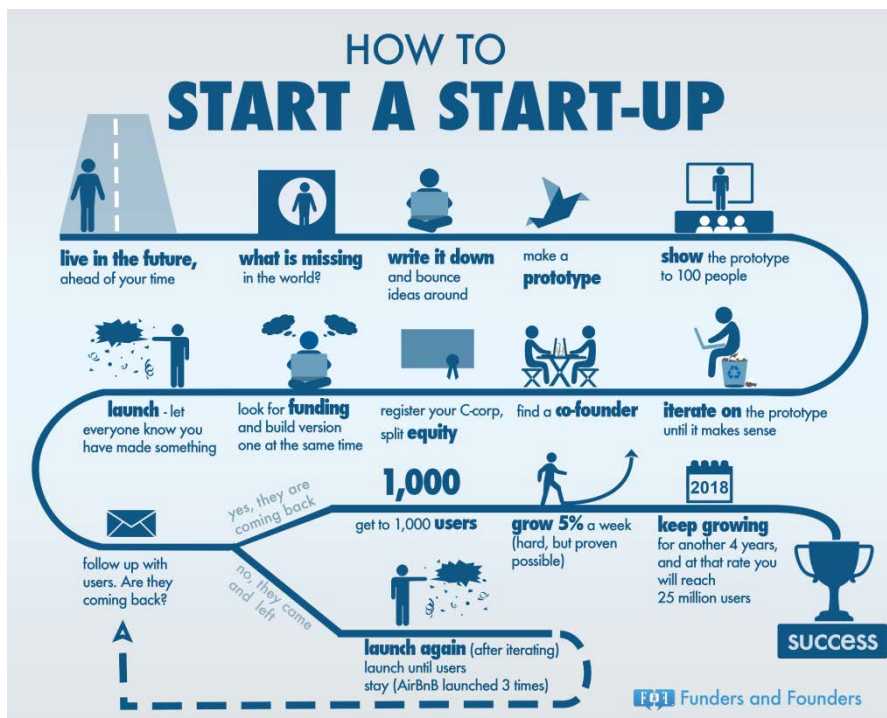 HOW TO
START A START-UP
live in the future,
ahead of your time
what is missing
in the world?
write it down
and bounce
ideas around
make a
prototype
show the prototype
to 100 people
iterate on the prototype
until it makes sense
find a co-founder
register your C-corp,
split equity
look for funding
and build version
one at the same time
launch - let
everyone know you
have made something
follow up with
users. Are they
coming back?
yes, they are
coming back
1,000
get to 1,000 users
grow 5% a week
(hard, but proven
possible)
2018
keep growing
for another 4 years,
and at that rate you
will reach
25 million users
success
no, they came
and left
launch again (after iterating)
launch until users
stay (AirBnB launched 3 times)
F&F Funders and Founders